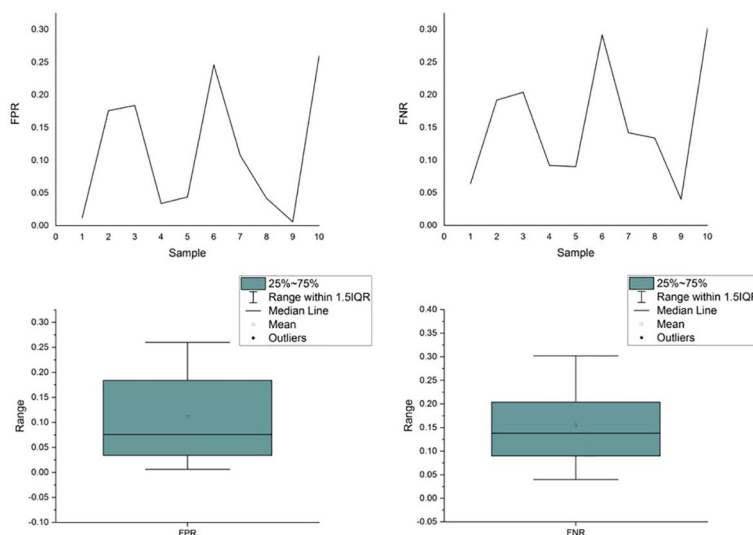 0.30
0.25
0.20
0.15
0.10
0.05
0.00
FPR
0 1 2 3 4 5 6 7 8 9 10
Sample
0.30
0.25
0.20
0.15
0.10
0.05
0.00
FNR
0 1 2 3 4 5 6 7 8 9 10
Sample
25%~75%
Range within 1.5IQR
Median Line
Mean
Outliers
0.30
0.25
0.20
0.15
0.10
0.05
0.00
-0.05
-0.10
Range
FPR
25%~75%
Range within 1.5IQR
Median Line
Mean
Outliers
0.40
0.35
0.30
0.25
0.20
0.15
0.10
0.05
0.00
-0.05
Range
FNR